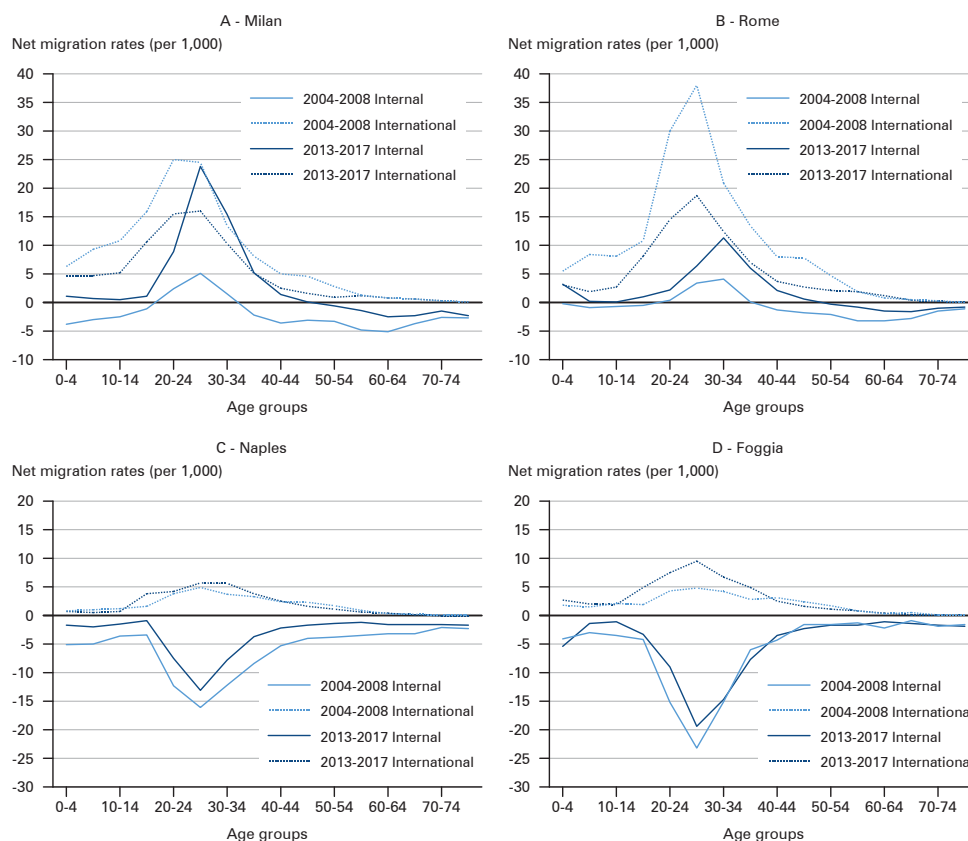 A - Milan
Net migration rates (per 1,000)
40
35
30
25
20
15
10
5
0
-5
-10
2004-2008 Internal
2004-2008 International
2013-2017 Internal
2013-2017 International
0-4 10-14 20-24 30-34 40-44 50-54 60-64 70-74
Age groups
B - Rome
Net migration rates (per 1,000)
40
35
30
25
20
15
10
5
0
-5
-10
2004-2008 Internal
2004-2008 International
2013-2017 Internal
2013-2017 International
0-4 10-14 20-24 30-34 40-44 50-54 60-64 70-74
Age groups
C - Naples
Net migration rates (per 1,000)
20
15
10
5
0
-5
-10
-15
-20
-25
-30
2004-2008 Internal
2004-2008 International
2013-2017 Internal
2013-2017 International
0-4 10-14 20-24 30-34 40-44 50-54 60-64 70-74
Age groups
D - Foggia
Net migration rates (per 1,000)
20
15
10
5
0
-5
-10
-15
-20
-25
-30
2004-2008 Internal
2004-2008 International
2013-2017 Internal
2013-2017 International
0-4 10-14 20-24 30-34 40-44 50-54 60-64 70-74
Age groups